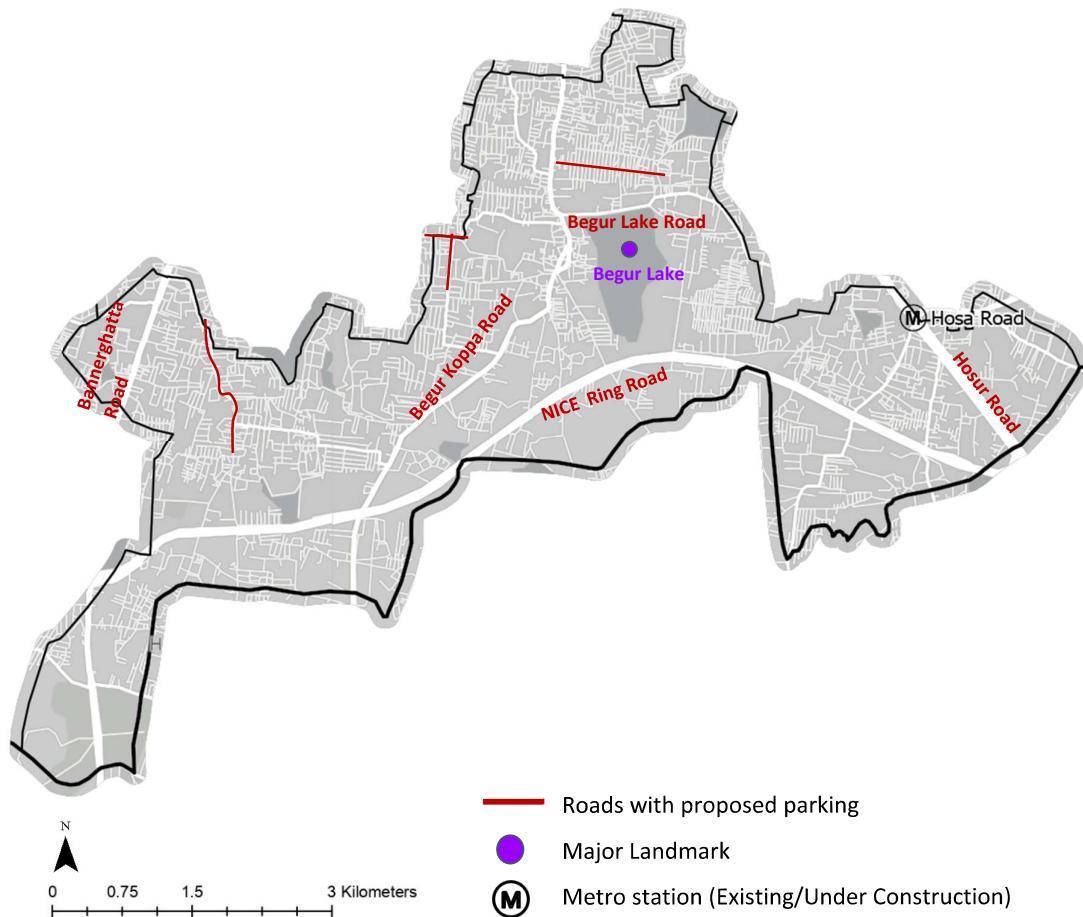 Begur Lake Road
Begur Lake
Bannerghatta
Road
Begur Koppa Road
NICE Ring Road
M
Hosa Road
Hosur Road
Roads with proposed parking
Major Landmark
M
Metro station (Existing/Under Construction)
N
0 0.75 1.5 3 Kilometers